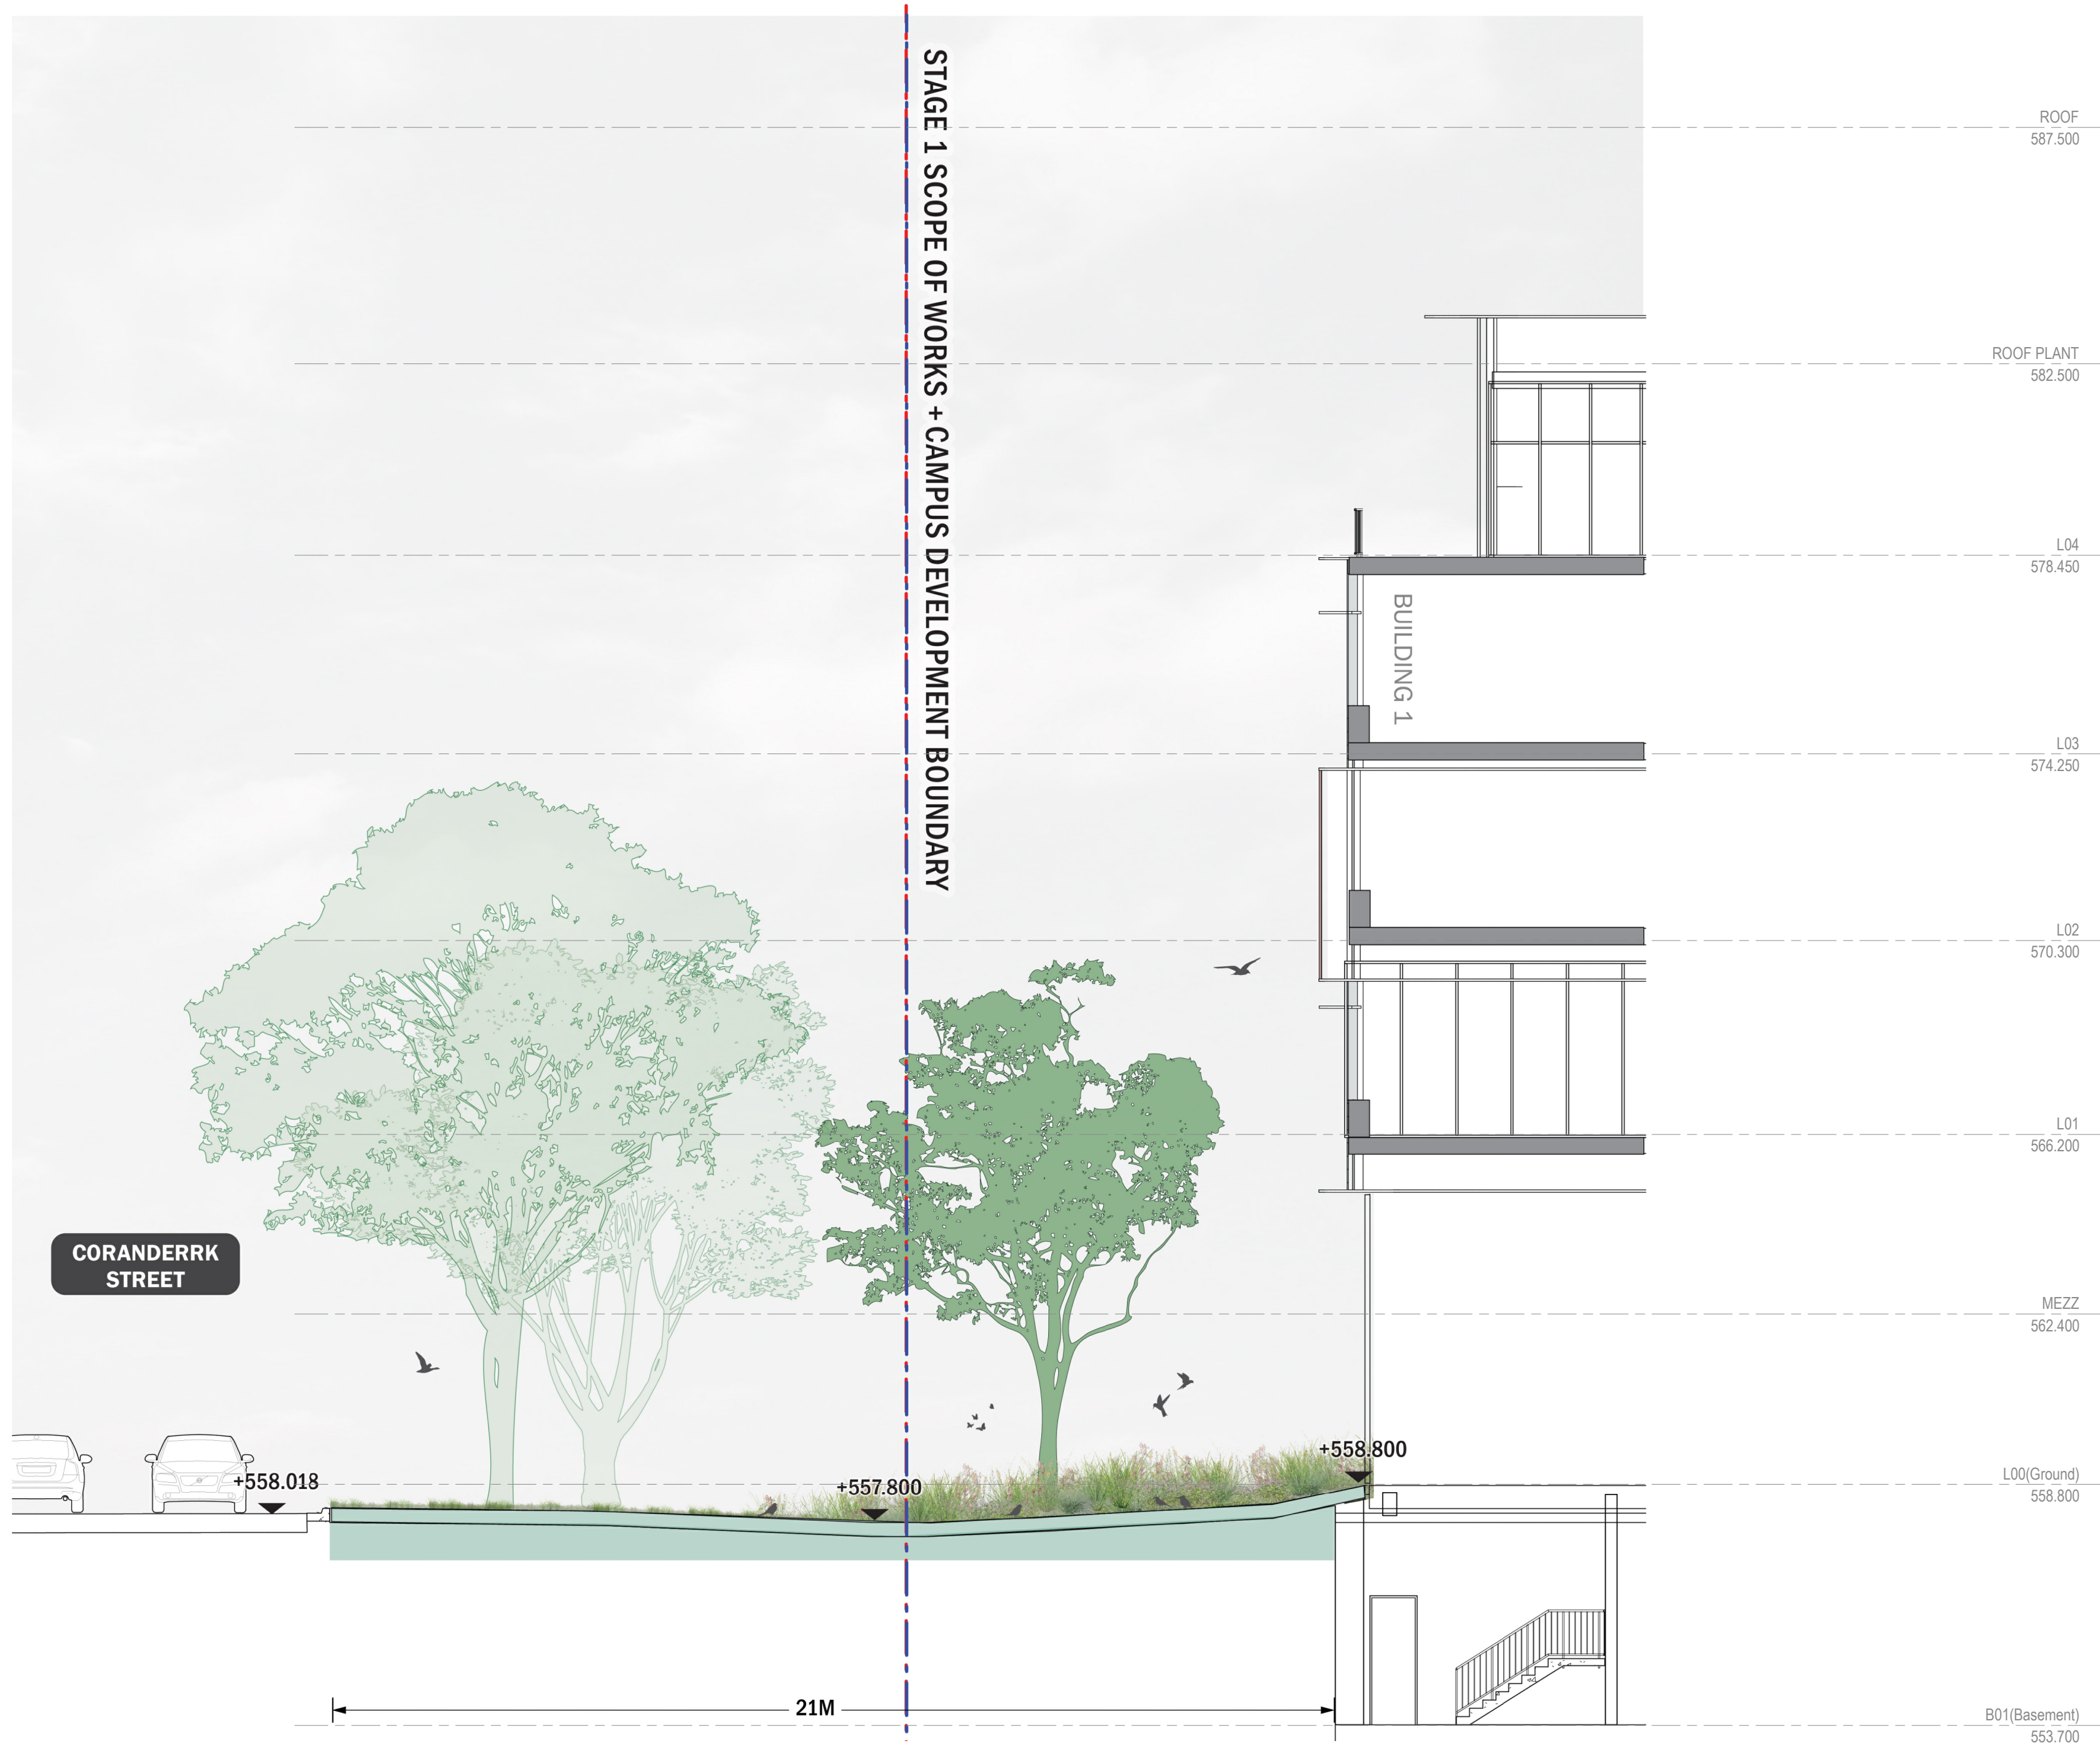 STAGE 1 SCOPE OF WORKS + CAMPUS DEVELOPMENT BOUNDARY
ROOF
587.500
ROOF PLANT
582.500
L04
578.450
BUILDING 1
L03
574.250
L02
570.300
L01
566.200
CORANDERRK
STREET
MEZZ
562.400
+558.800
+558.018
+557.800
L00(Ground)
558.800
21M
B01(Basement)
553.700